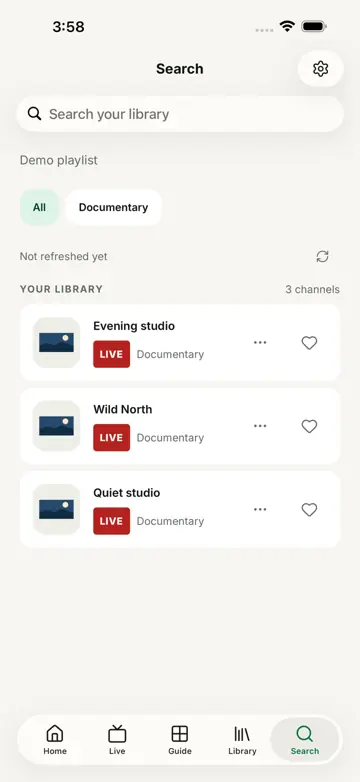 3:58
Search
Search your library
Demo playlist
All
Documentary
Not refreshed yet
YOUR LIBRARY
3 channels
Evening studio
LIVE Documentary
Wild North
LIVE Documentary
Quiet studio
LIVE Documentary
Home
Live
Guide
Library
Search